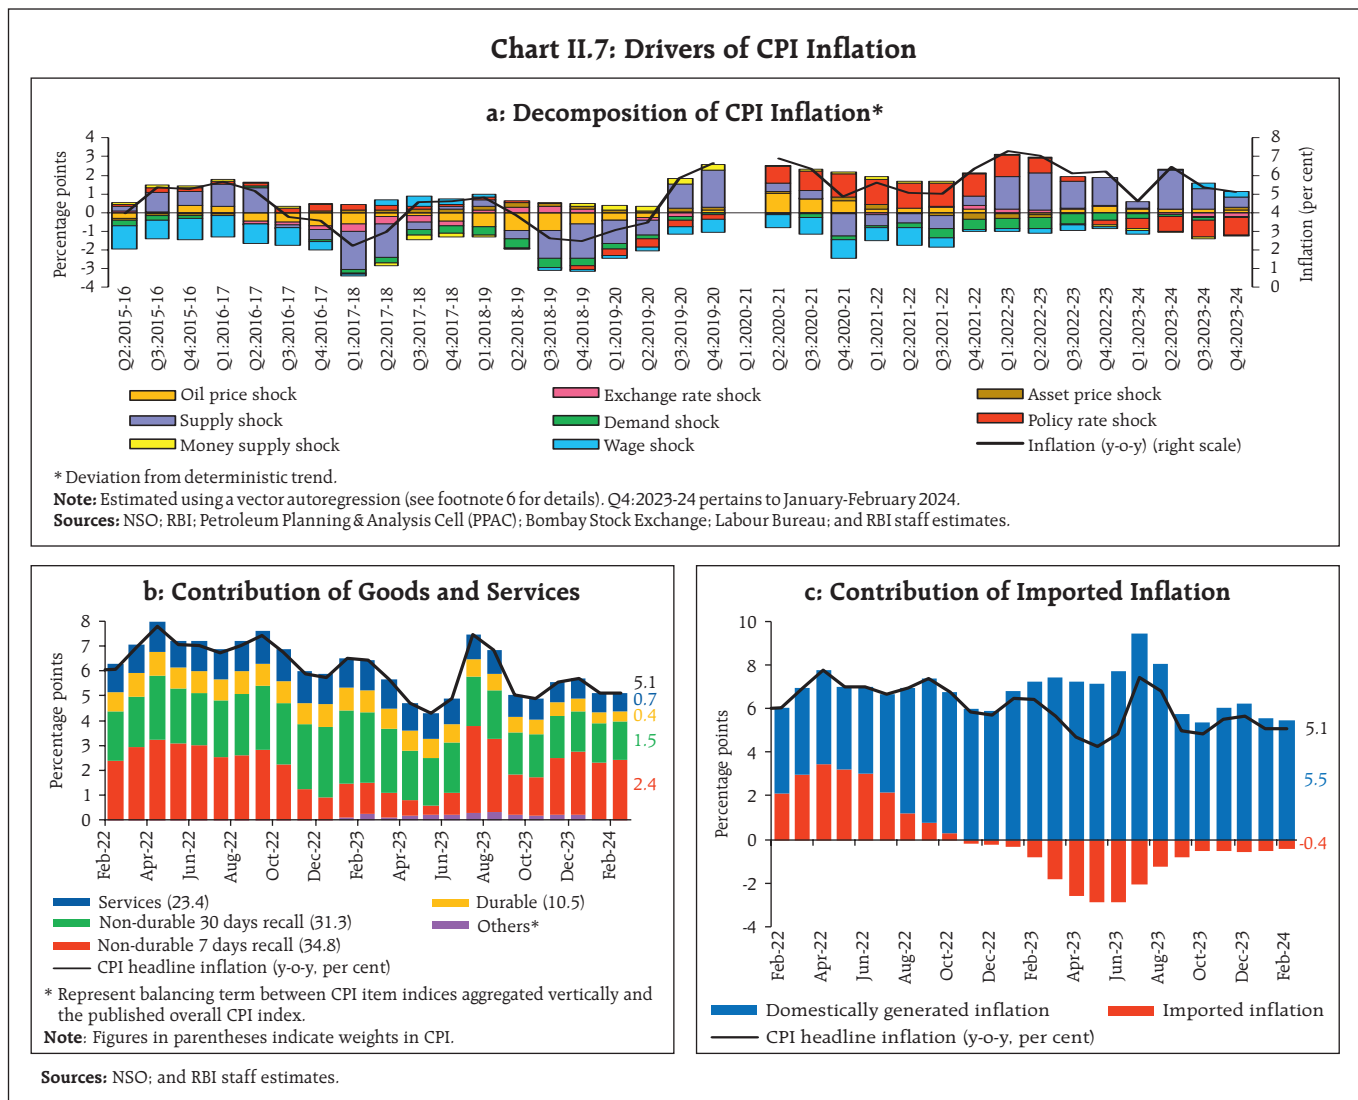 Chart II.7: Drivers of CPI Inflation
a: Decomposition of CPI Inflation*
Percentage points
4
3
2
1
0
-1
-2
-3
-4
8
7
6
5
4
3
2
1
0
Inflation (per cent)
Q2:2015-16
Q3:2015-16
Q4:2015-16
Q1:2016-17
Q2:2016-17
Q3:2016-17
Q4:2016-17
Q1:2017-18
Q2:2017-18
Q3:2017-18
Q4:2017-18
Q1:2018-19
Q2:2018-19
Q3:2018-19
Q4:2018-19
Q1:2019-20
Q2:2019-20
Q3:2019-20
Q4:2019-20
Q1:2020-21
Q2:2020-21
Q3:2020-21
Q4:2020-21
Q1:2021-22
Q2:2021-22
Q3:2021-22
Q4:2021-22
Q1:2022-23
Q2:2022-23
Q3:2022-23
Q4:2022-23
Q1:2023-24
Q2:2023-24
Q3:2023-24
Q4:2023-24
Oil price shock
Exchange rate shock
Asset price shock
Supply shock
Demand shock
Policy rate shock
Money supply shock
Wage shock
Inflation (y-o-y) (right scale)
* Deviation from deterministic trend.
Note: Estimated using a vector autoregression (see footnote 6 for details). Q4:2023-24 pertains to January-February 2024.
Sources: NSO; RBI; Petroleum Planning & Analysis Cell (PPAC); Bombay Stock Exchange; Labour Bureau; and RBI staff estimates.
b: Contribution of Goods and Services
Percentage points
8
7
6
5
4
3
2
1
0
5.1
0.7
0.4
1.5
2.4
Feb-22
Apr-22
Jun-22
Aug-22
Oct-22
Dec-22
Feb-23
Apr-23
Jun-23
Aug-23
Oct-23
Dec-23
Feb-24
Services (23.4)
Durable (10.5)
Non-durable 30 days recall (31.3)
Others*
Non-durable 7 days recall (34.8)
CPI headline inflation (y-o-y, per cent)
* Represent balancing term between CPI item indices aggregated vertically and
the published overall CPI index.
Note: Figures in parentheses indicate weights in CPI.
c: Contribution of Imported Inflation
Percentage points
10
8
6
4
2
0
-2
-4
5.1
5.5
-0.4
Feb-22
Apr-22
Jun-22
Aug-22
Oct-22
Dec-22
Feb-23
Apr-23
Jun-23
Aug-23
Oct-23
Dec-23
Feb-24
Domestically generated inflation
Imported inflation
CPI headline inflation (y-o-y, per cent)
Sources: NSO; and RBI staff estimates.